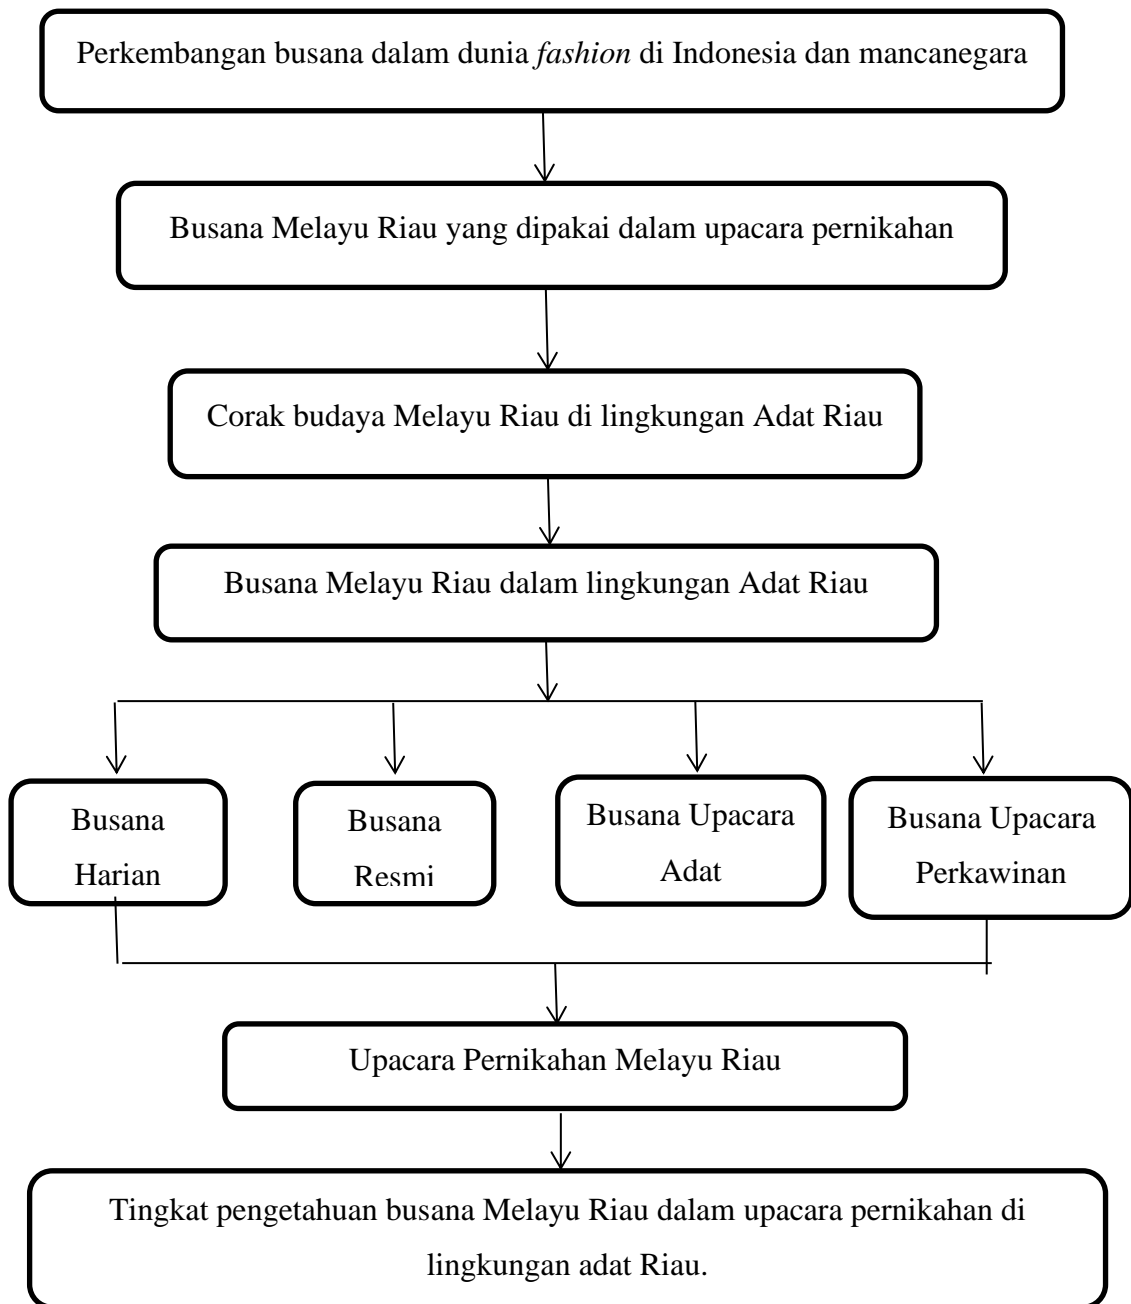 Perkembangan busana dalam dunia fashion di Indonesia dan mancanegara
Busana Melayu Riau yang dipakai dalam upacara pernikahan
Corak budaya Melayu Riau di lingkungan Adat Riau
Busana Melayu Riau dalam lingkungan Adat Riau
Busana
Harian
Busana
Resmi
Busana Upacara
Adat
Busana Upacara
Perkawinan
Upacara Pernikahan Melayu Riau
Tingkat pengetahuan busana Melayu Riau dalam upacara pernikahan di
lingkungan adat Riau.